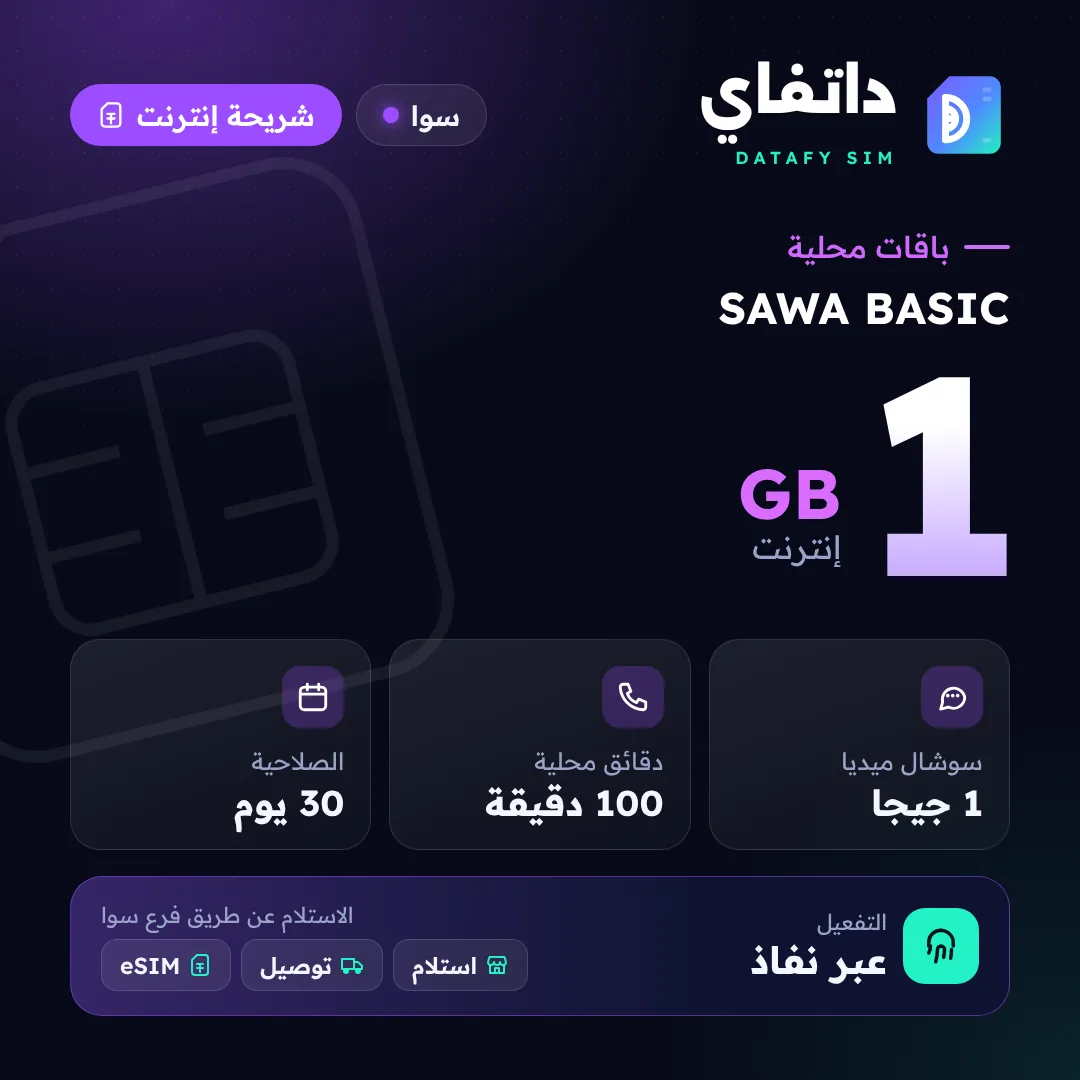 داتفاي
DATAFY SIM
سوا
شريحة إنترنت
باقات محلية
SAWA BASIC
1
GB
إنترنت
سوشال ميديا
1 جيجا
دقائق محلية
100 دقيقة
الصلاحية
30 يوم
التفعيل
عبر نفاذ
الاستلام عن طريق فرع سوا
استلام
توصيل
eSIM